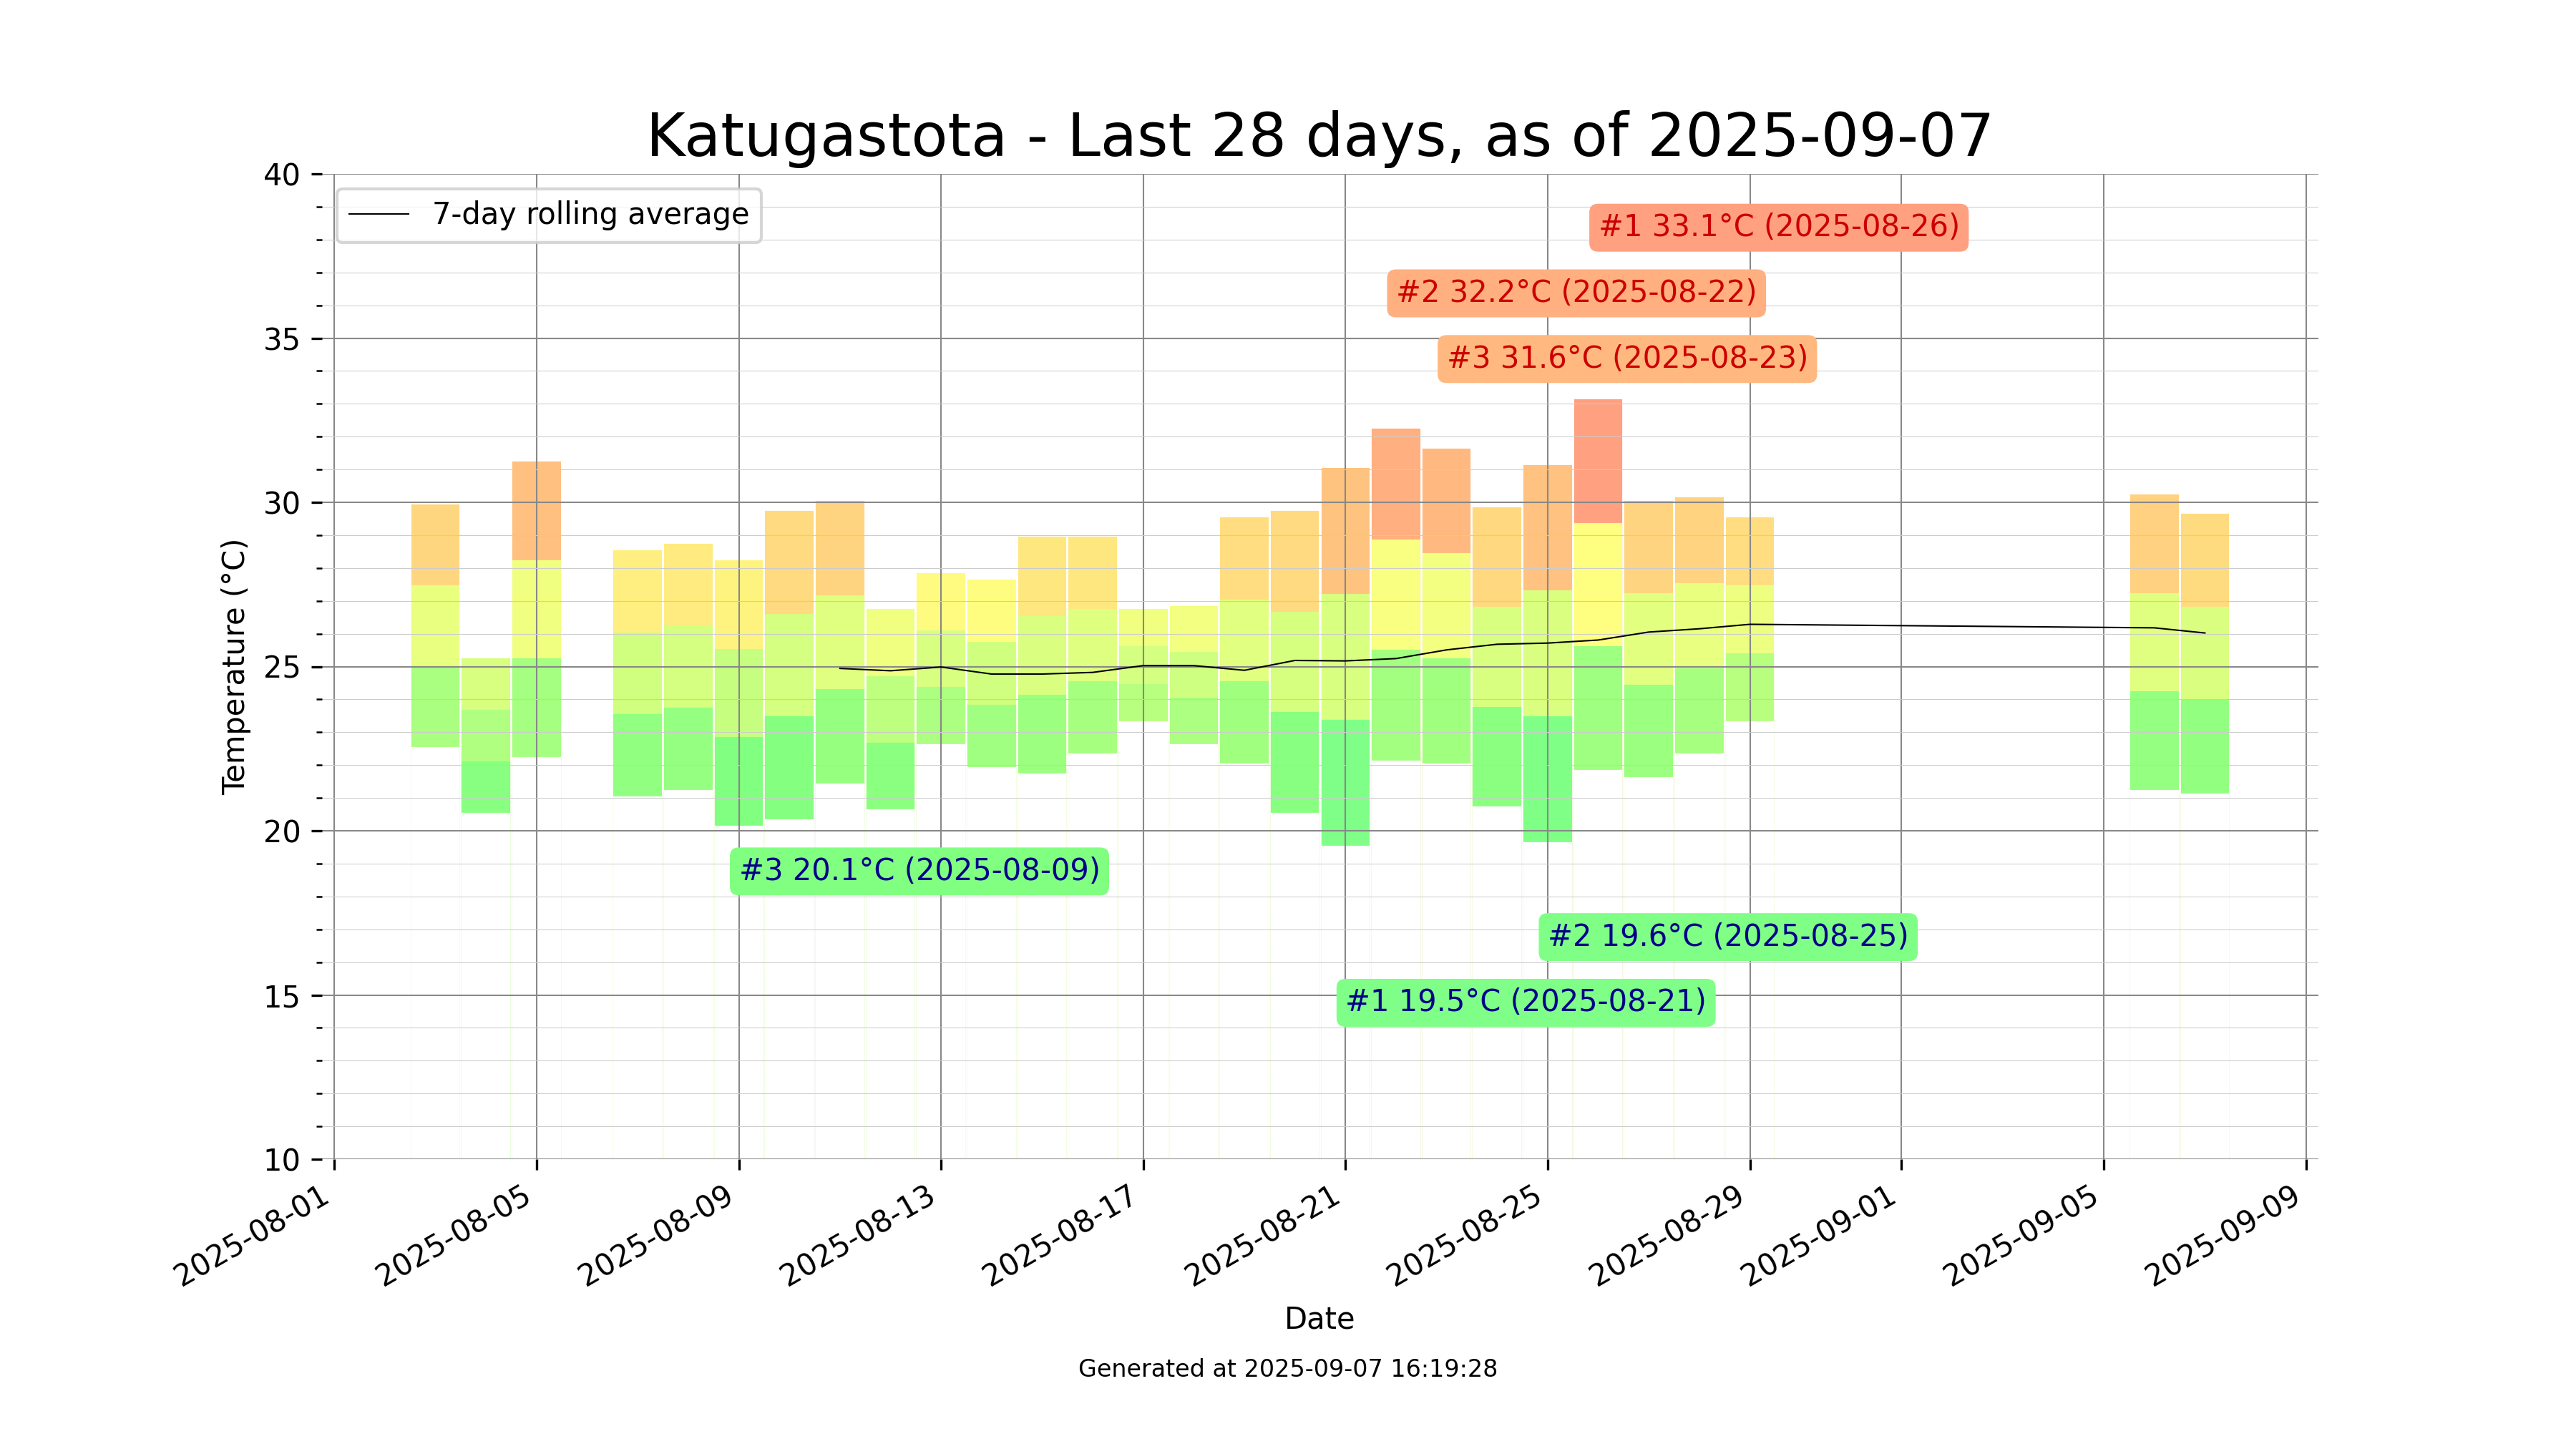 Katugastota - Last 28 days, as of 2025-09-07
40
35
30
25
20
15
10
Temperature (°C)
7-day rolling average
#1 33.1°C (2025-08-26)
#2 32.2°C (2025-08-22)
#3 31.6°C (2025-08-23)
#3 20.1°C (2025-08-09)
#2 19.6°C (2025-08-25)
#1 19.5°C (2025-08-21)
2025-08-01
2025-08-05
2025-08-09
2025-08-13
2025-08-17
2025-08-21
2025-08-25
2025-08-29
2025-09-01
2025-09-05
2025-09-09
Date
Generated at 2025-09-07 16:19:28